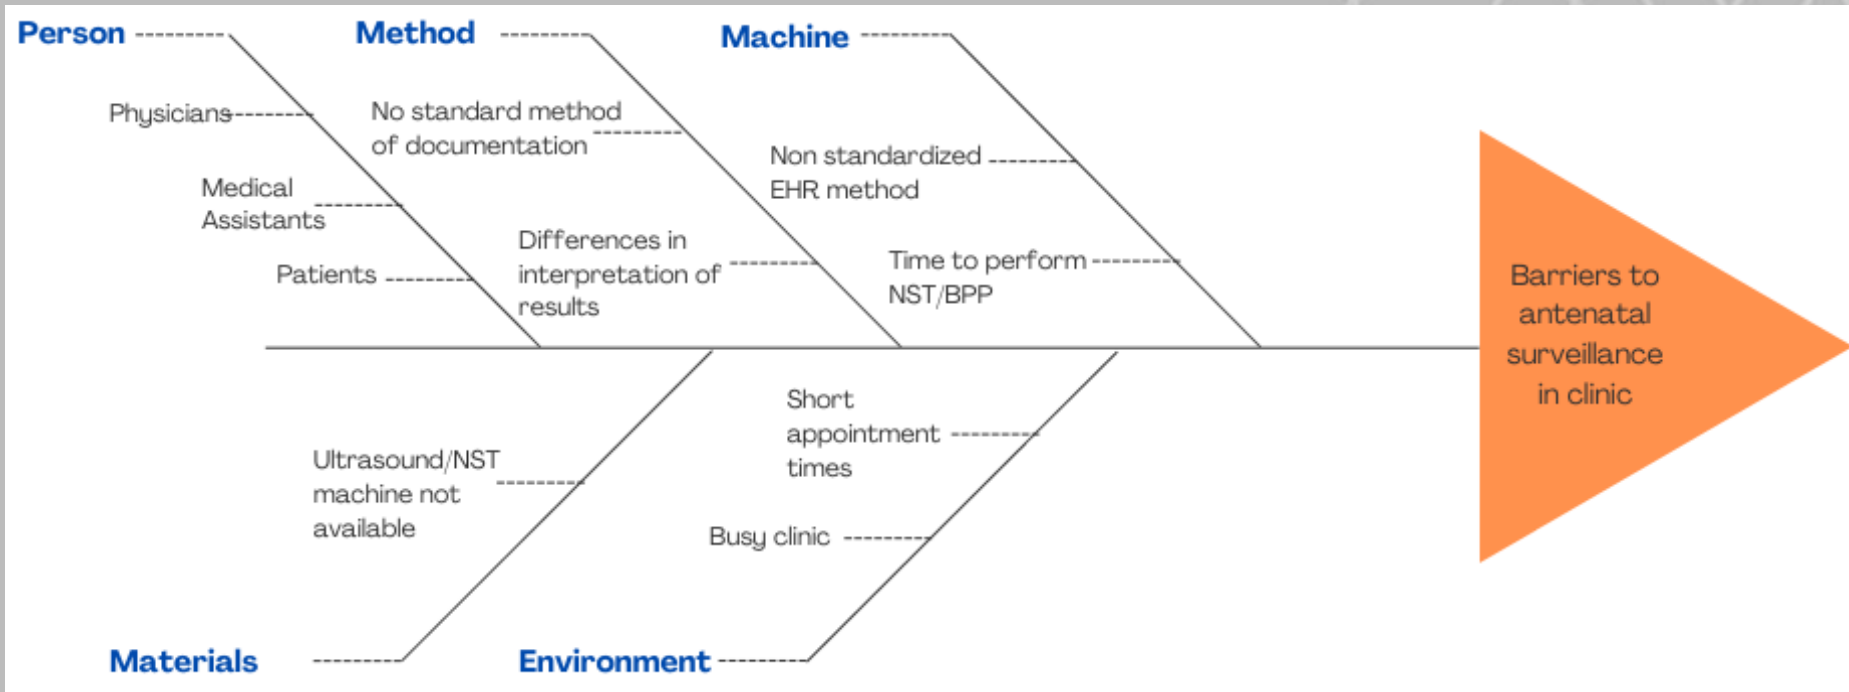 Person
Physicians
Medical
Assistants
Patients
Method
No standard method
of documentation
Differences in
interpretation of
results
Machine
Non standardized
EHR method
Time to perform
NST/BPP
Barriers to
antenatal
surveillance
in clinic
Ultrasound/NST
machine not
available
Materials
Short
appointment
times
Busy clinic
Environment